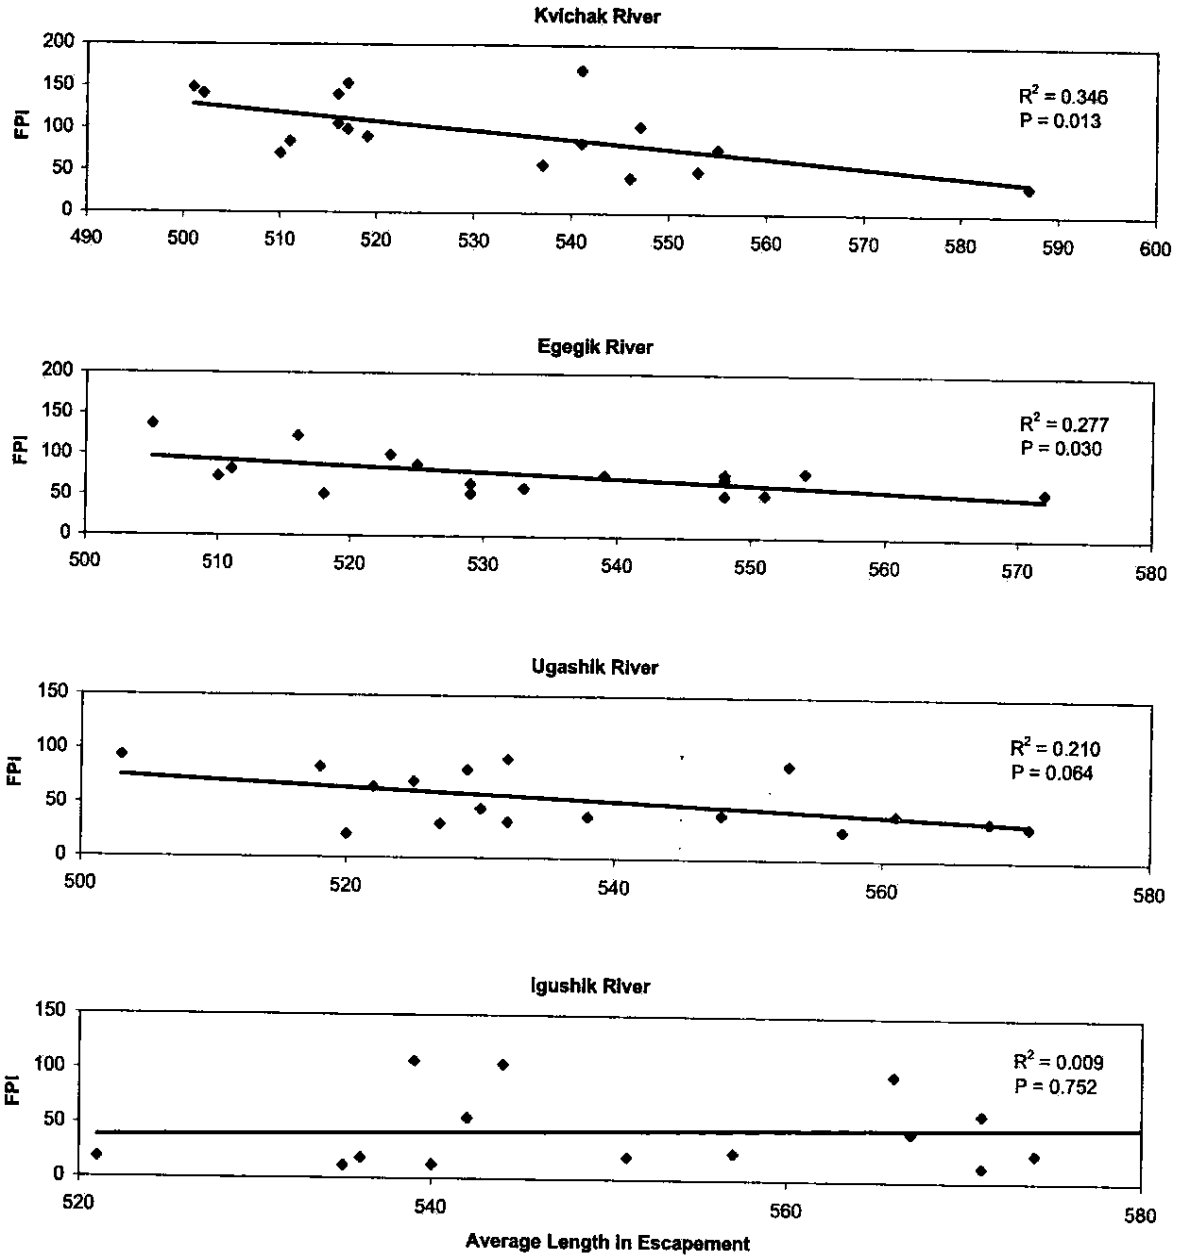 Kvichak River
200
150
100
50
0
FPI
R² = 0.346
P = 0.013
490 500 510 520 530 540 550 560 570 580 590 600
Egegik River
200
150
100
50
0
FPI
R² = 0.277
P = 0.030
500 510 520 530 540 550 560 570 580
Ugashik River
150
100
50
0
FPI
R² = 0.210
P = 0.064
500 520 540 560 580
Igushik River
150
100
50
0
FPI
R² = 0.009
P = 0.752
520 540 560 580
Average Length in Escapement